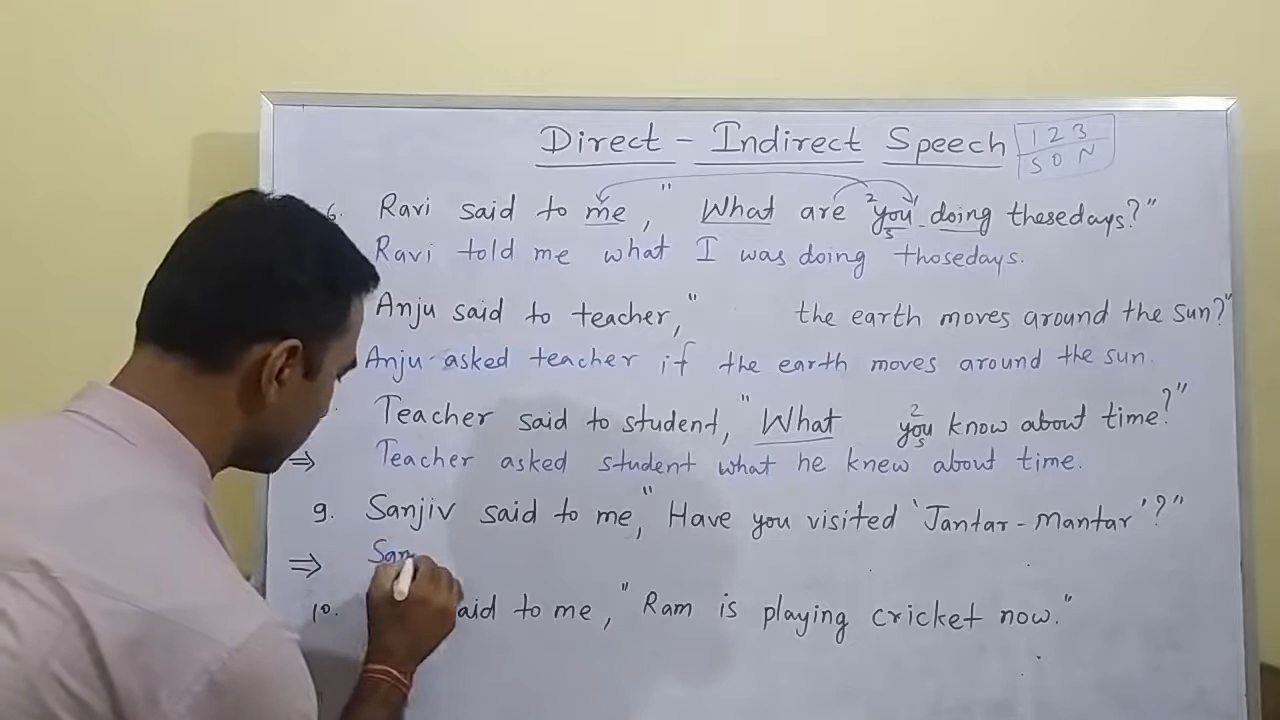 Direct - Indirect Speech
1 2 3
S O N
6. Ravi said to me, "What are you doing thesedays?"
Ravi told me what I was doing thosedays.
Anju said to teacher, " the earth moves around the sun?"
Anju asked teacher if the earth moves around the sun.
Teacher said to student, "What you know about time?"
⇒ Teacher asked student what he knew about time.
9. Sanjiv said to me, "Have you visited 'Jantar-Mantar'?"
⇒ San
10. said to me, "Ram is playing cricket now."